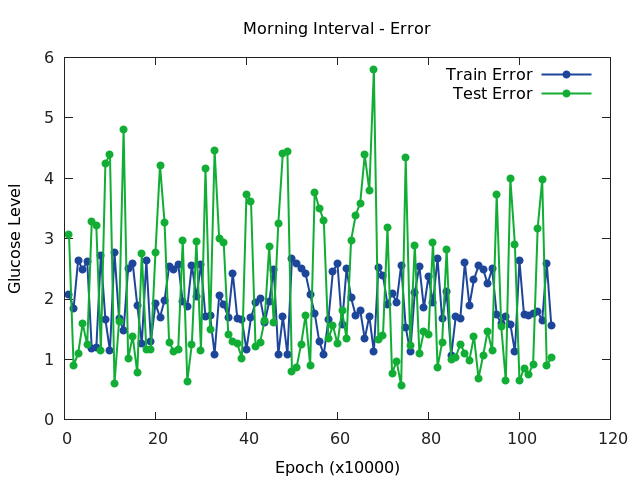 Morning Interval - Error
Train Error
Test Error
Glucose Level
6
5
4
3
2
1
0
0 20 40 60 80 100 120
Epoch (x10000)